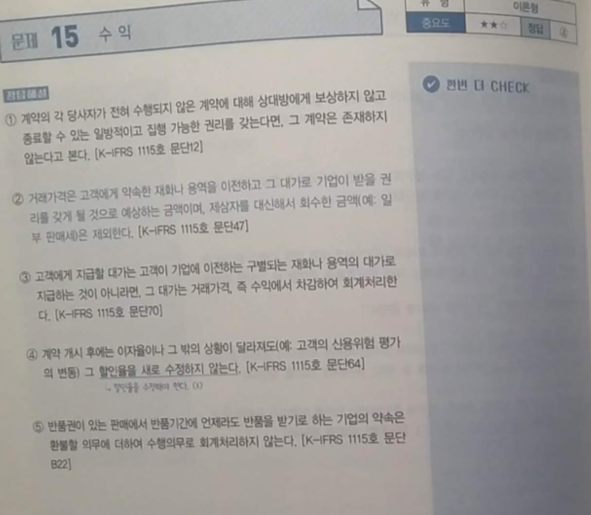 유 형 이론형
중요도 ★★☆ 정답 ④
문제 15 수익
정답해설
① 계약의 각 당사자가 전혀 수행되지 않은 계약에 대해 상대방에게 보상하지 않고
종료할 수 있는 일방적이고 집행 가능한 권리를 갖는다면, 그 계약은 존재하지
않는다고 본다. [K-IFRS 1115호 문단12]
② 거래가격은 고객에게 약속한 재화나 용역을 이전하고 그 대가로 기업이 받을 권
리를 갖게 될 것으로 예상하는 금액이며, 제삼자를 대신해서 회수한 금액(예: 일
부 판매세)은 제외한다. [K-IFRS 1115호 문단47]
③ 고객에게 지급할 대가는 고객이 기업에 이전하는 구별되는 재화나 용역의 대가로
지급하는 것이 아니라면, 그 대가는 거래가격, 즉 수익에서 차감하여 회계처리한
다. [K-IFRS 1115호 문단70]
④ 계약 개시 후에는 이자율이나 그 밖의 상황이 달라져도(예: 고객의 신용위험 평가
의 변동) 그 할인율을 새로 수정하지 않는다. [K-IFRS 1115호 문단64]
~ 할인율을 수정해야 한다. (X)
⑤ 반품권이 있는 판매에서 반품기간에 언제라도 반품을 받기로 하는 기업의 약속은
환불할 의무에 더하여 수행의무로 회계처리하지 않는다. [K-IFRS 1115호 문단
B22]
한번 더 CHECK